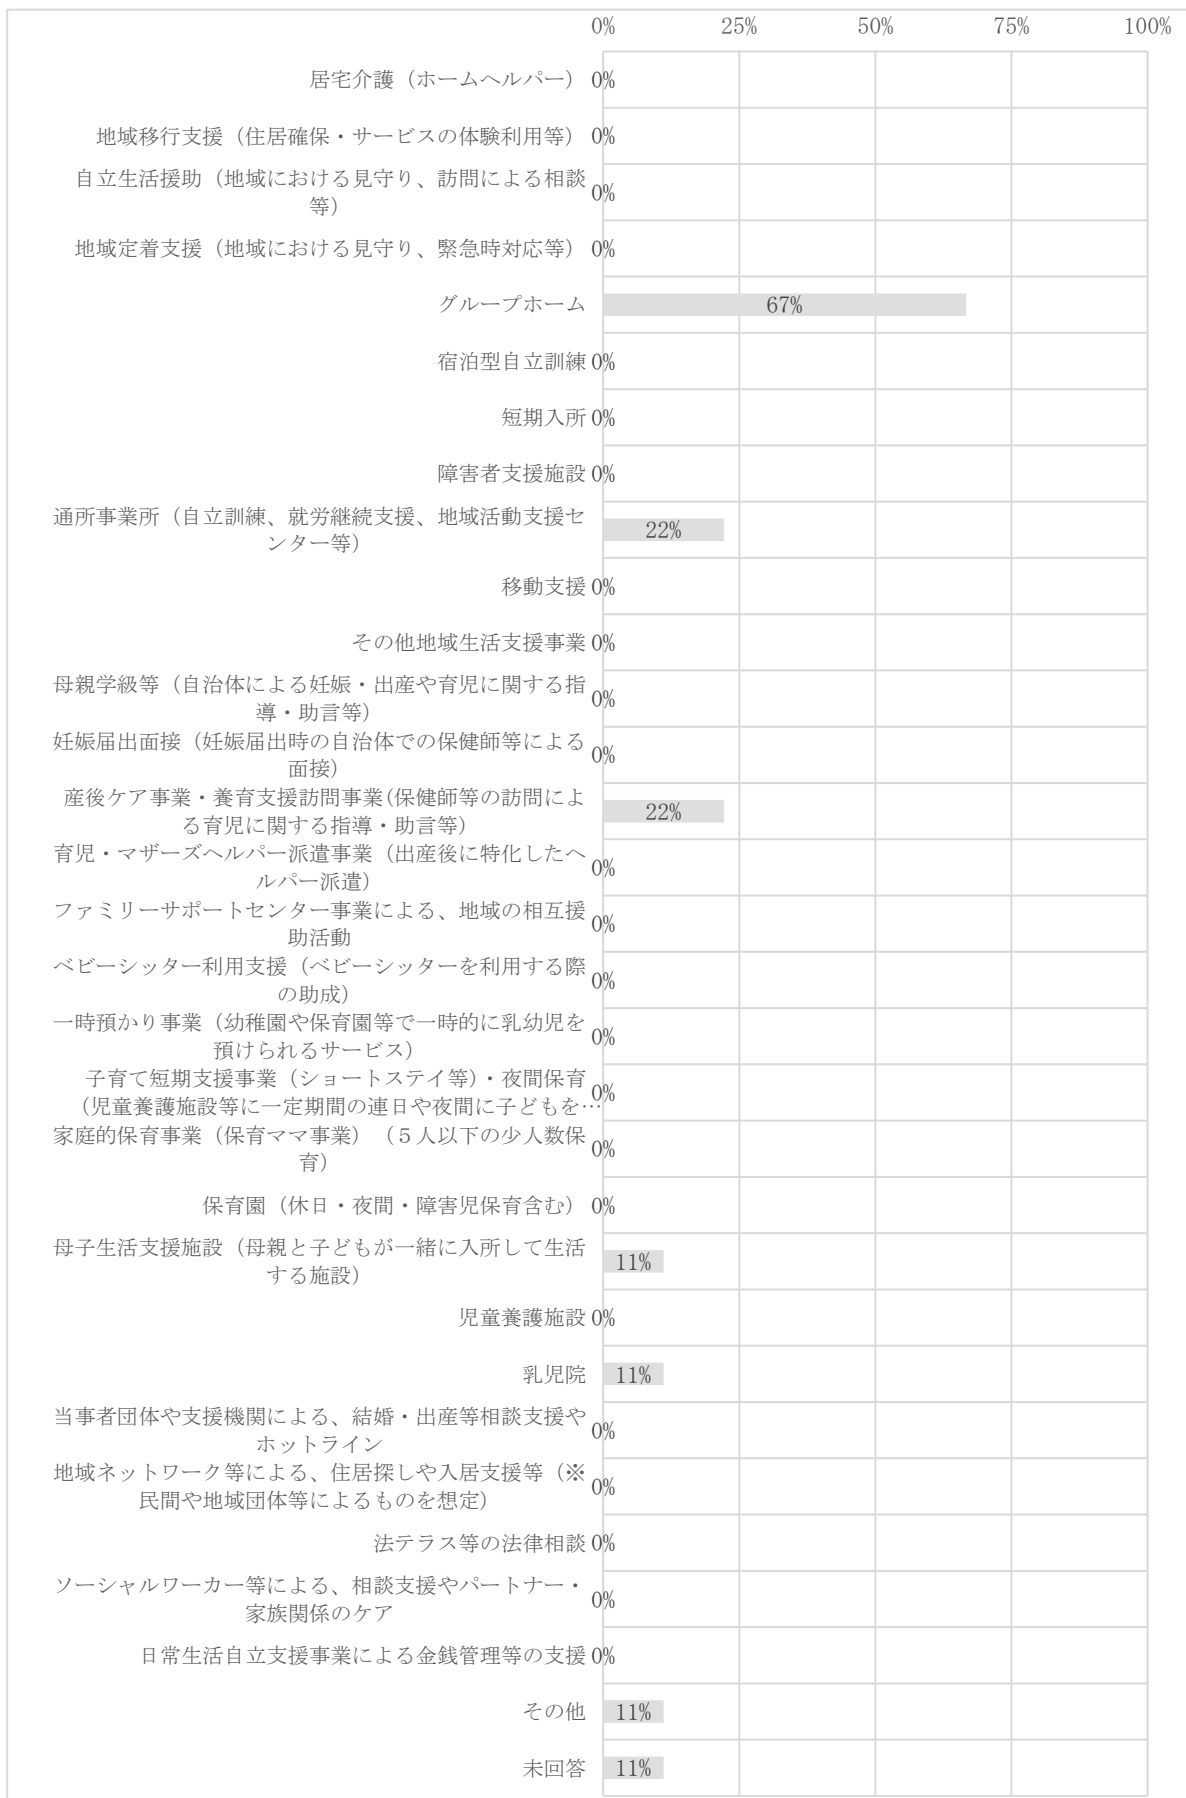 0% 25% 50% 75% 100%
居宅介護（ホームヘルパー） 0%
地域移行支援（住居確保・サービスの体験利用等） 0%
自立生活援助（地域における見守り、訪問による相談
等） 0%
地域定着支援（地域における見守り、緊急時対応等） 0%
グループホーム 67%
宿泊型自立訓練 0%
短期入所 0%
障害者支援施設 0%
通所事業所（自立訓練、就労継続支援、地域活動支援セ
ンター等） 22%
移動支援 0%
その他地域生活支援事業 0%
母親学級等（自治体による妊娠・出産や育児に関する指
導・助言等） 0%
妊娠届出面接（妊娠届出時の自治体での保健師等による
面接） 0%
産後ケア事業・養育支援訪問事業(保健師等の訪問によ
る育児に関する指導・助言等） 22%
育児・マザーズヘルパー派遣事業（出産後に特化したヘ
ルパー派遣） 0%
ファミリーサポートセンター事業による、地域の相互援
助活動 0%
ベビーシッター利用支援（ベビーシッターを利用する際
の助成） 0%
一時預かり事業（幼稚園や保育園等で一時的に乳幼児を
預けられるサービス） 0%
子育て短期支援事業（ショートステイ等）・夜間保育
（児童養護施設等に一定期間の連日や夜間に子どもを… 0%
家庭的保育事業（保育ママ事業）（５人以下の少人数保
育） 0%
保育園（休日・夜間・障害児保育含む） 0%
母子生活支援施設（母親と子どもが一緒に入所して生活
する施設） 11%
児童養護施設 0%
乳児院 11%
当事者団体や支援機関による、結婚・出産等相談支援や
ホットライン 0%
地域ネットワーク等による、住居探しや入居支援等（※
民間や地域団体等によるものを想定） 0%
法テラス等の法律相談 0%
ソーシャルワーカー等による、相談支援やパートナー・
家族関係のケア 0%
日常生活自立支援事業による金銭管理等の支援 0%
その他 11%
未回答 11%